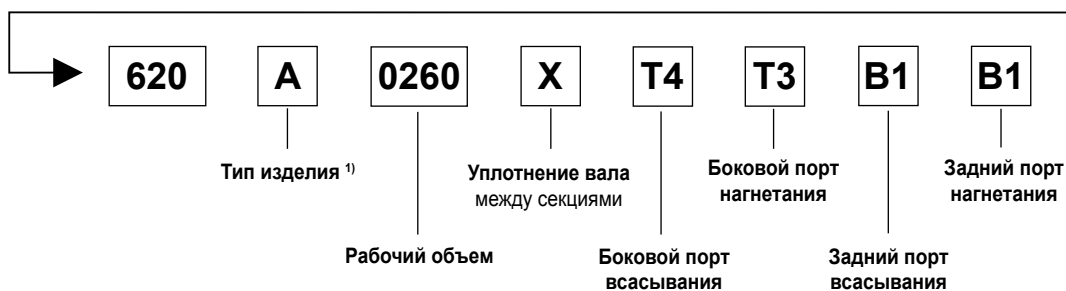 620 A 0260 X T4 T3 B1 B1
Тип изделия 1)
Уплотнение вала
между секциями
Боковой порт
нагнетания
Задний порт
нагнетания
Рабочий объем
Боковой порт
всасывания
Задний порт
всасывания